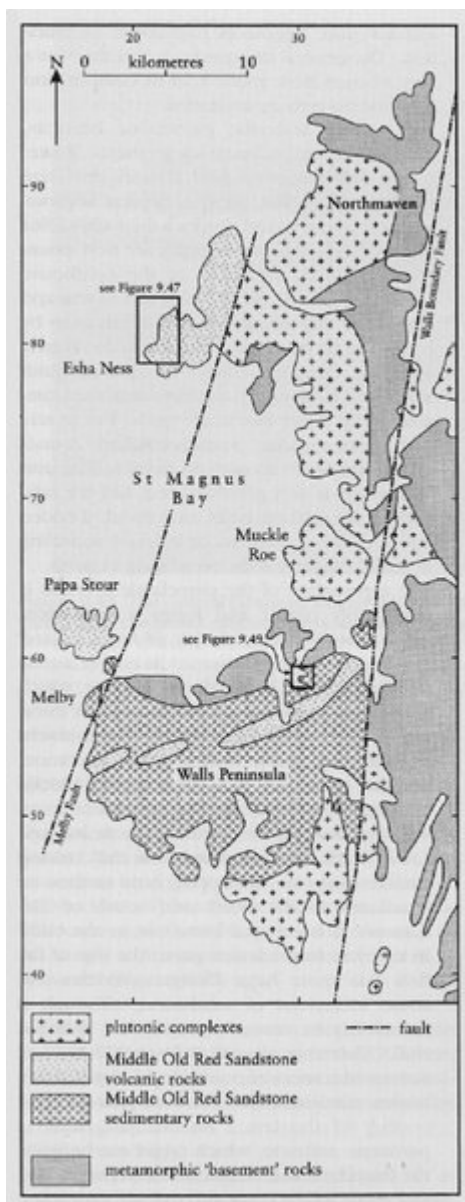 N
kilometres
0 10
20 30
90
Northmaven
see Figure 9.47
Walls Boundary Fault
80
Esha Ness
St Magnus
Bay
70
Muckle
Roe
Papa Stour
see Figure 9.49
60
Melby
Walls Peninsula
Melby Fault
50
40
plutonic complexes
fault
Middle Old Red Sandstone
volcanic rocks
Middle Old Red Sandstone
sedimentary rocks
metamorphic 'basement' rocks